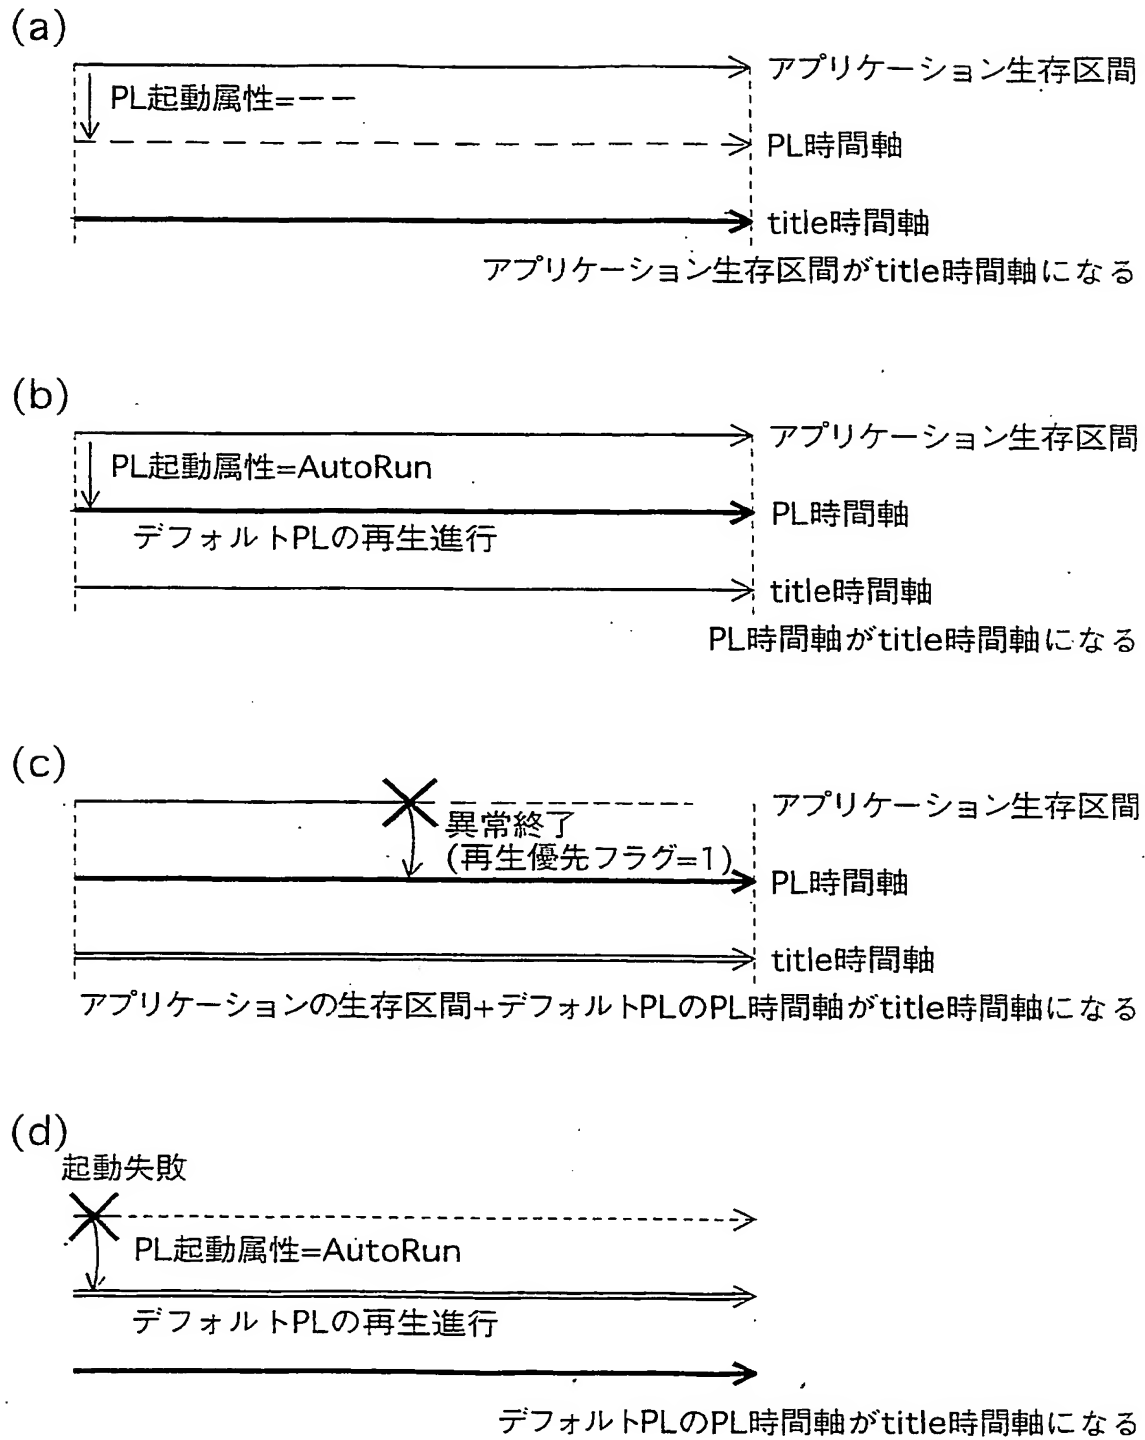 (a)
アプリケーション生存区間
PL起動属性=ーー
PL時間軸
title時間軸
アプリケーション生存区間がtitle時間軸になる
(b)
アプリケーション生存区間
PL起動属性=AutoRun
PL時間軸
デフォルトPLの再生進行
title時間軸
PL時間軸がtitle時間軸になる
(c)
アプリケーション生存区間
異常終了
(再生優先フラグ=1)
PL時間軸
title時間軸
アプリケーションの生存区間+デフォルトPLのPL時間軸がtitle時間軸になる
(d)
起動失敗
PL起動属性=AutoRun
デフォルトPLの再生進行
デフォルトPLのPL時間軸がtitle時間軸になる